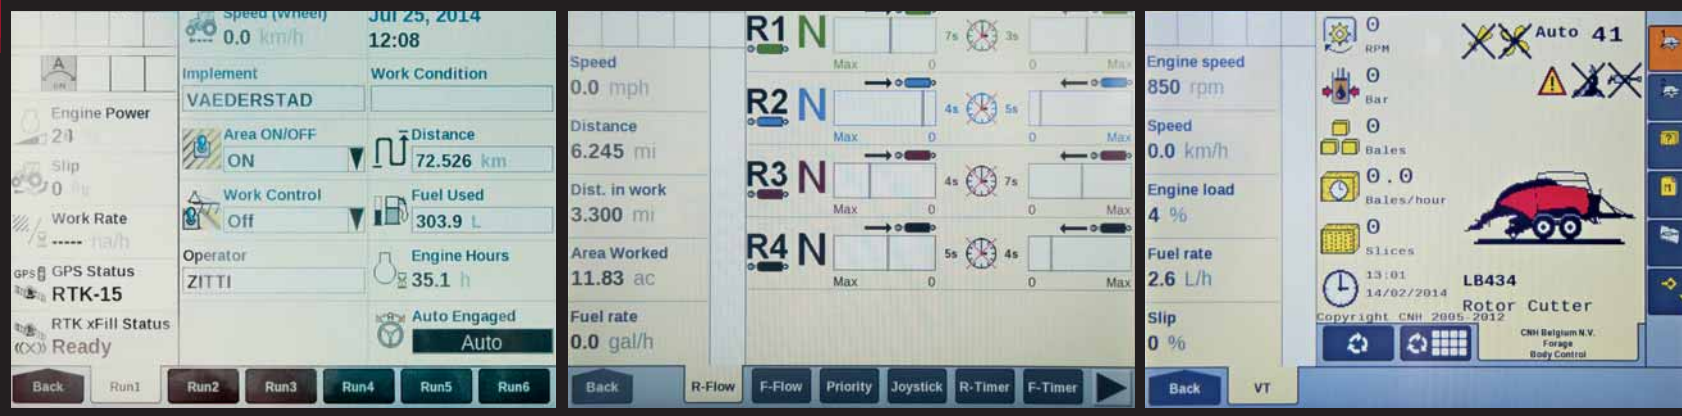 Engine Power
Slip
0
Work Rate
----- ha/h
GPS GPS Status
RTK-15
RTK xFill Status
Ready
Speed (Wheel)
0.0 km/h
Jul 25, 2014
12:08
Implement
VAEDERSTAD
Work Condition
Area ON/OFF
ON
Distance
72.526 km
Work Control
Off
Fuel Used
303.9 L
Operator
ZITTI
Engine Hours
35.1 h
Auto Engaged
Auto
Back
Run1
Run2
Run3
Run4
Run5
Run6
Speed
0.0 mph
Distance
6.245 mi
Dist. in work
3.300 mi
Area Worked
11.83 ac
Fuel rate
0.0 gal/h
R1 N
7s 3s
Max 0 0 Max
R2 N
4s 5s
Max 0 0 Max
R3 N
4s 7s
Max 0 0 Max
R4 N
5s 4s
Max 0 0 Max
Back
R-Flow
F-Flow
Priority
Joystick
R-Timer
F-Timer
Engine speed
850 rpm
Speed
0.0 km/h
Engine load
4 %
Fuel rate
2.6 L/h
Slip
0 %
0
RPM
0
Bar
0
Bales
0.0
Bales/hour
0
Slices
13:01
14/02/2014
Auto 41
LB434
Rotor Cutter
Copyright CNH 2005-2012
CNH Belgium N.V.
Forage
Body Control
Back
VT